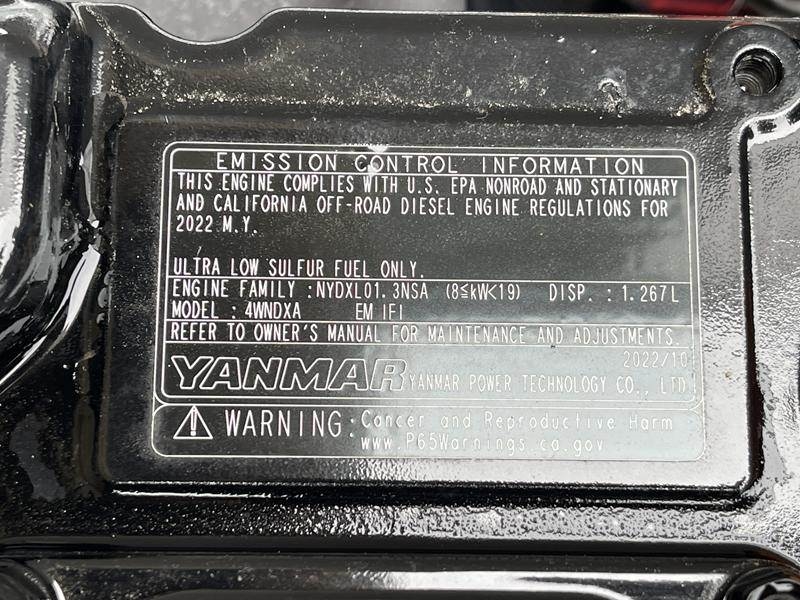 EMISSION CONTROL INFORMATION
THIS ENGINE COMPLIES WITH U.S. EPA NONROAD AND STATIONARY
AND CALIFORNIA OFF-ROAD DIESEL ENGINE REGULATIONS FOR
2022 M.Y.
ULTRA LOW SULFUR FUEL ONLY.
ENGINE FAMILY :NYDXL01.3NSA (8≦kW<19) DISP. : 1.267L
MODEL : 4WNDXA EM IFI
REFER TO OWNER'S MANUAL FOR MAINTENANCE AND ADJUSTMENTS.
2022/10
YANMAR YANMAR POWER TECHNOLOGY CO., LTD.
WARNING: Cancer and Reproductive Harm
www.P65Warnings.ca.gov